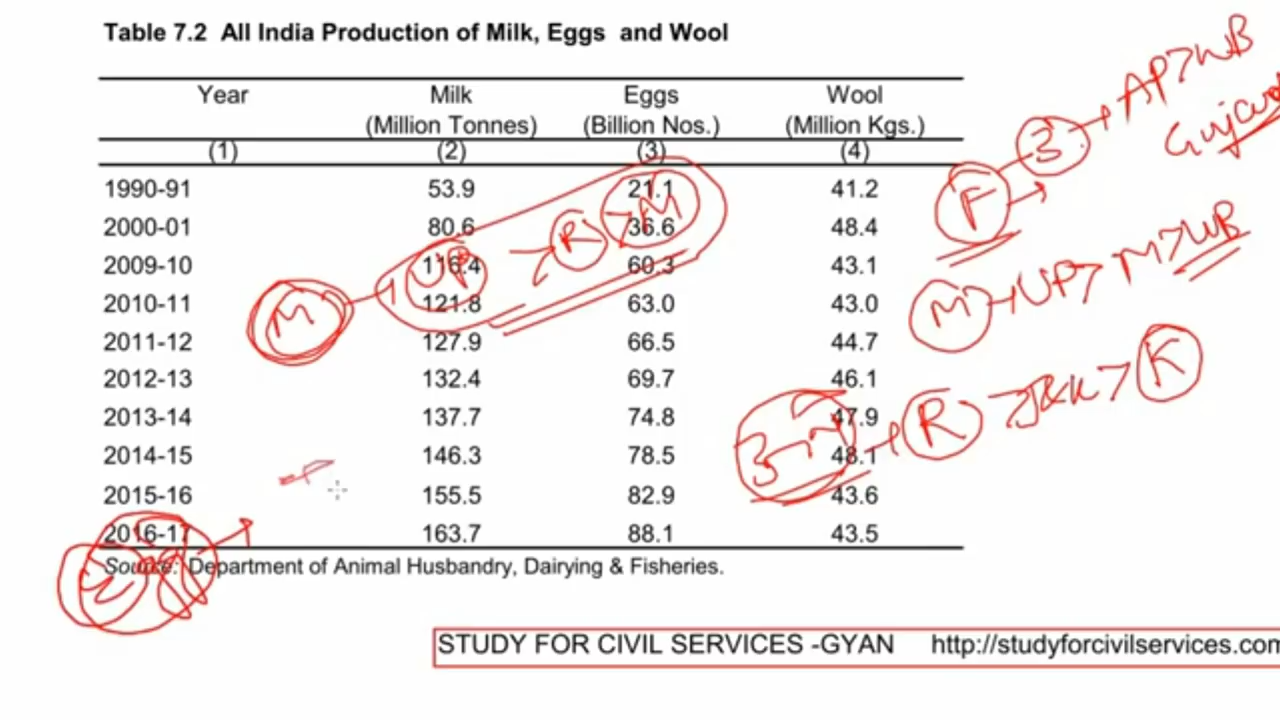 Table 7.2 All India Production of Milk, Eggs and Wool
Year Milk Eggs Wool
(Million Tonnes) (Billion Nos.) (Million Kgs.)
(1) (2) (3) (4)
1990-91 53.9 21.1 41.2
2000-01 80.6 36.6 48.4
2009-10 116.4 60.3 43.1
2010-11 121.8 63.0 43.0
2011-12 127.9 66.5 44.7
2012-13 132.4 69.7 46.1
2013-14 137.7 74.8 47.9
2014-15 146.3 78.5 48.1
2015-16 155.5 82.9 43.6
2016-17 163.7 88.1 43.5
Source: Department of Animal Husbandry, Dairying & Fisheries.
M UP > R > M
F 3 AP > WB
Gujarat
M UP > M > WB
R > J&K > K
STUDY FOR CIVIL SERVICES -GYAN http://studyforcivilservices.com